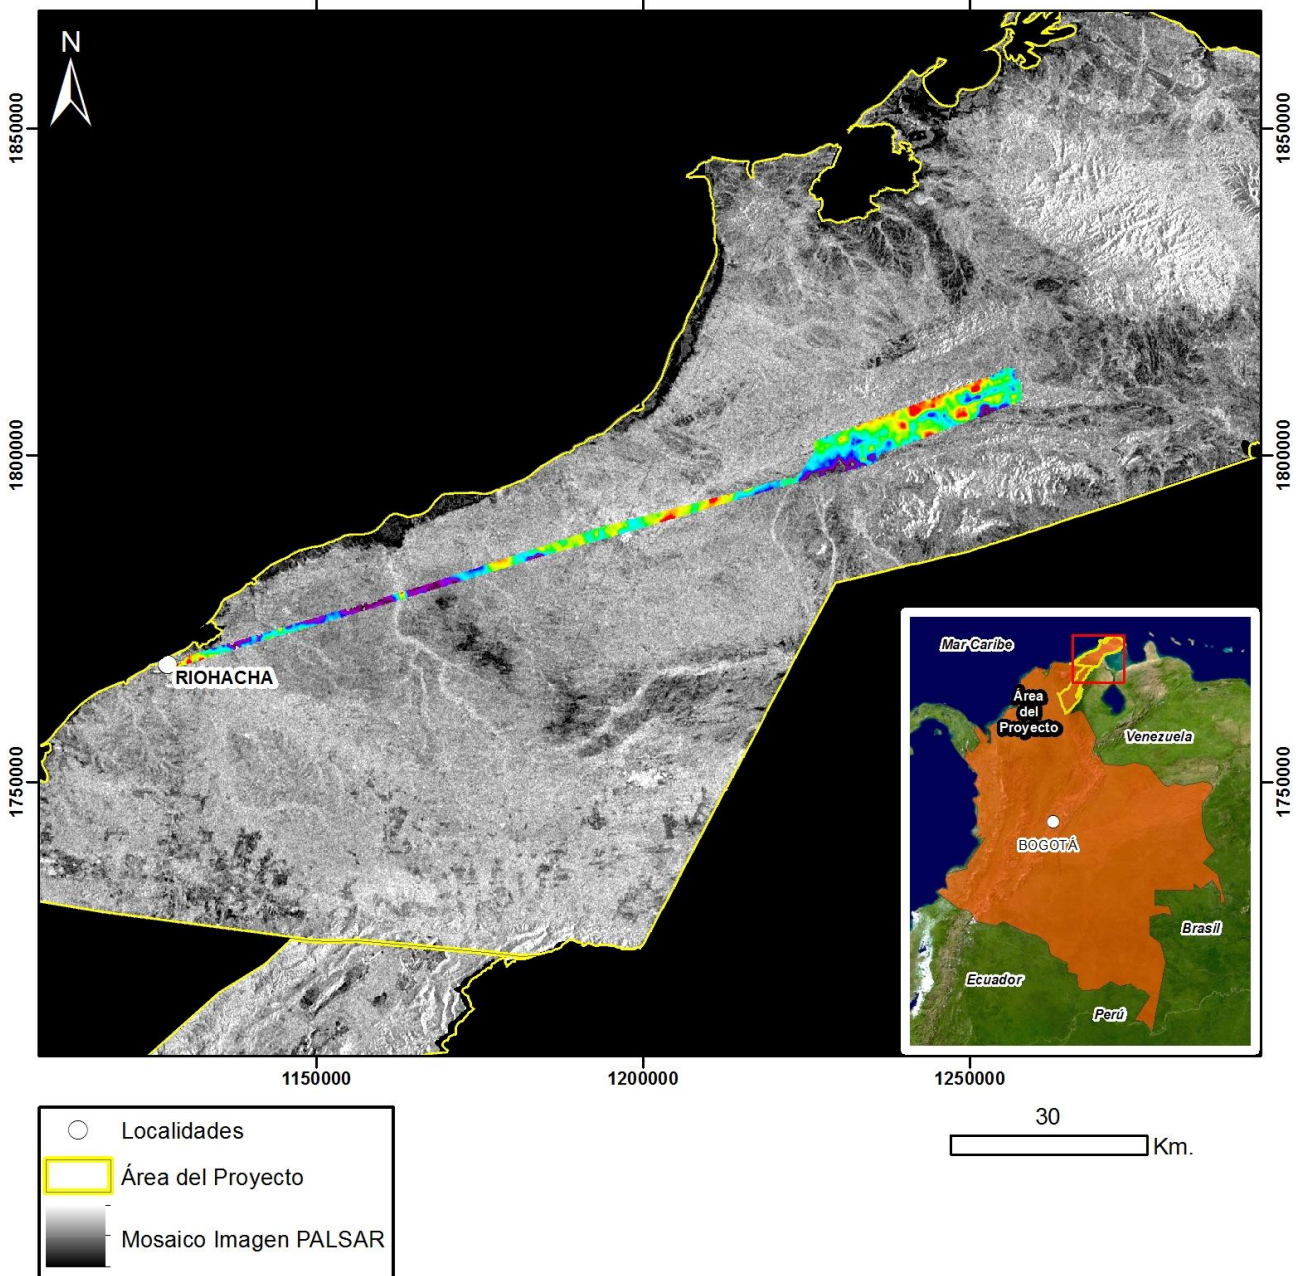 N
1850000
1850000
1800000
1800000
1750000
1750000
RIOHACHA
Mar Caribe
Área
del
Proyecto
Venezuela
BOGOTÁ
Brasíl
Ecuador
Perú
1150000
1200000
1250000
30
Km.
Localidades
Área del Proyecto
Mosaico Imagen PALSAR